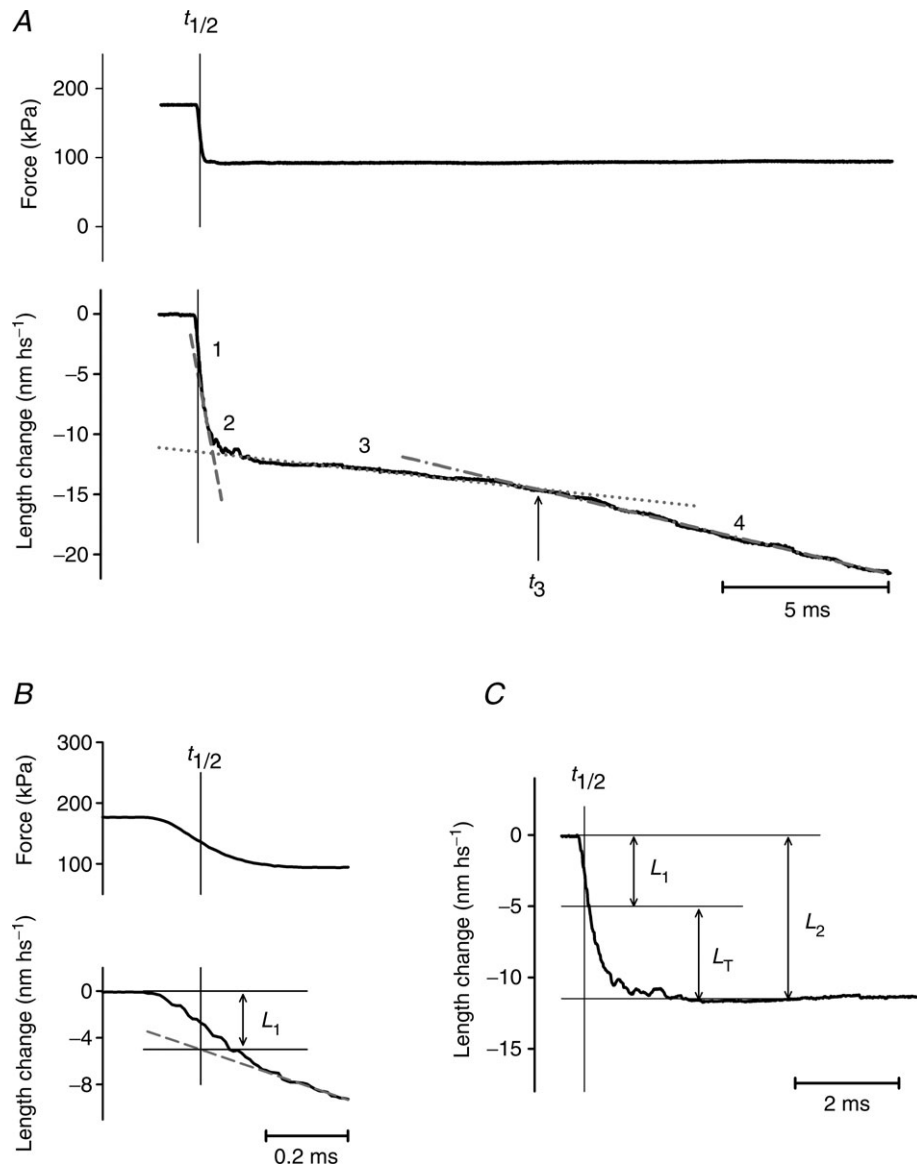 A
t1/2
Force (kPa)
200
100
0
Length change (nm hs−1)
0
−5
−10
−15
−20
1
2
3
4
t3
5 ms
B
t1/2
Force (kPa)
300
200
100
Length change (nm hs−1)
0
−4
−8
L1
0.2 ms
C
t1/2
Length change (nm hs−1)
0
−5
−10
−15
L1
LT
L2
2 ms